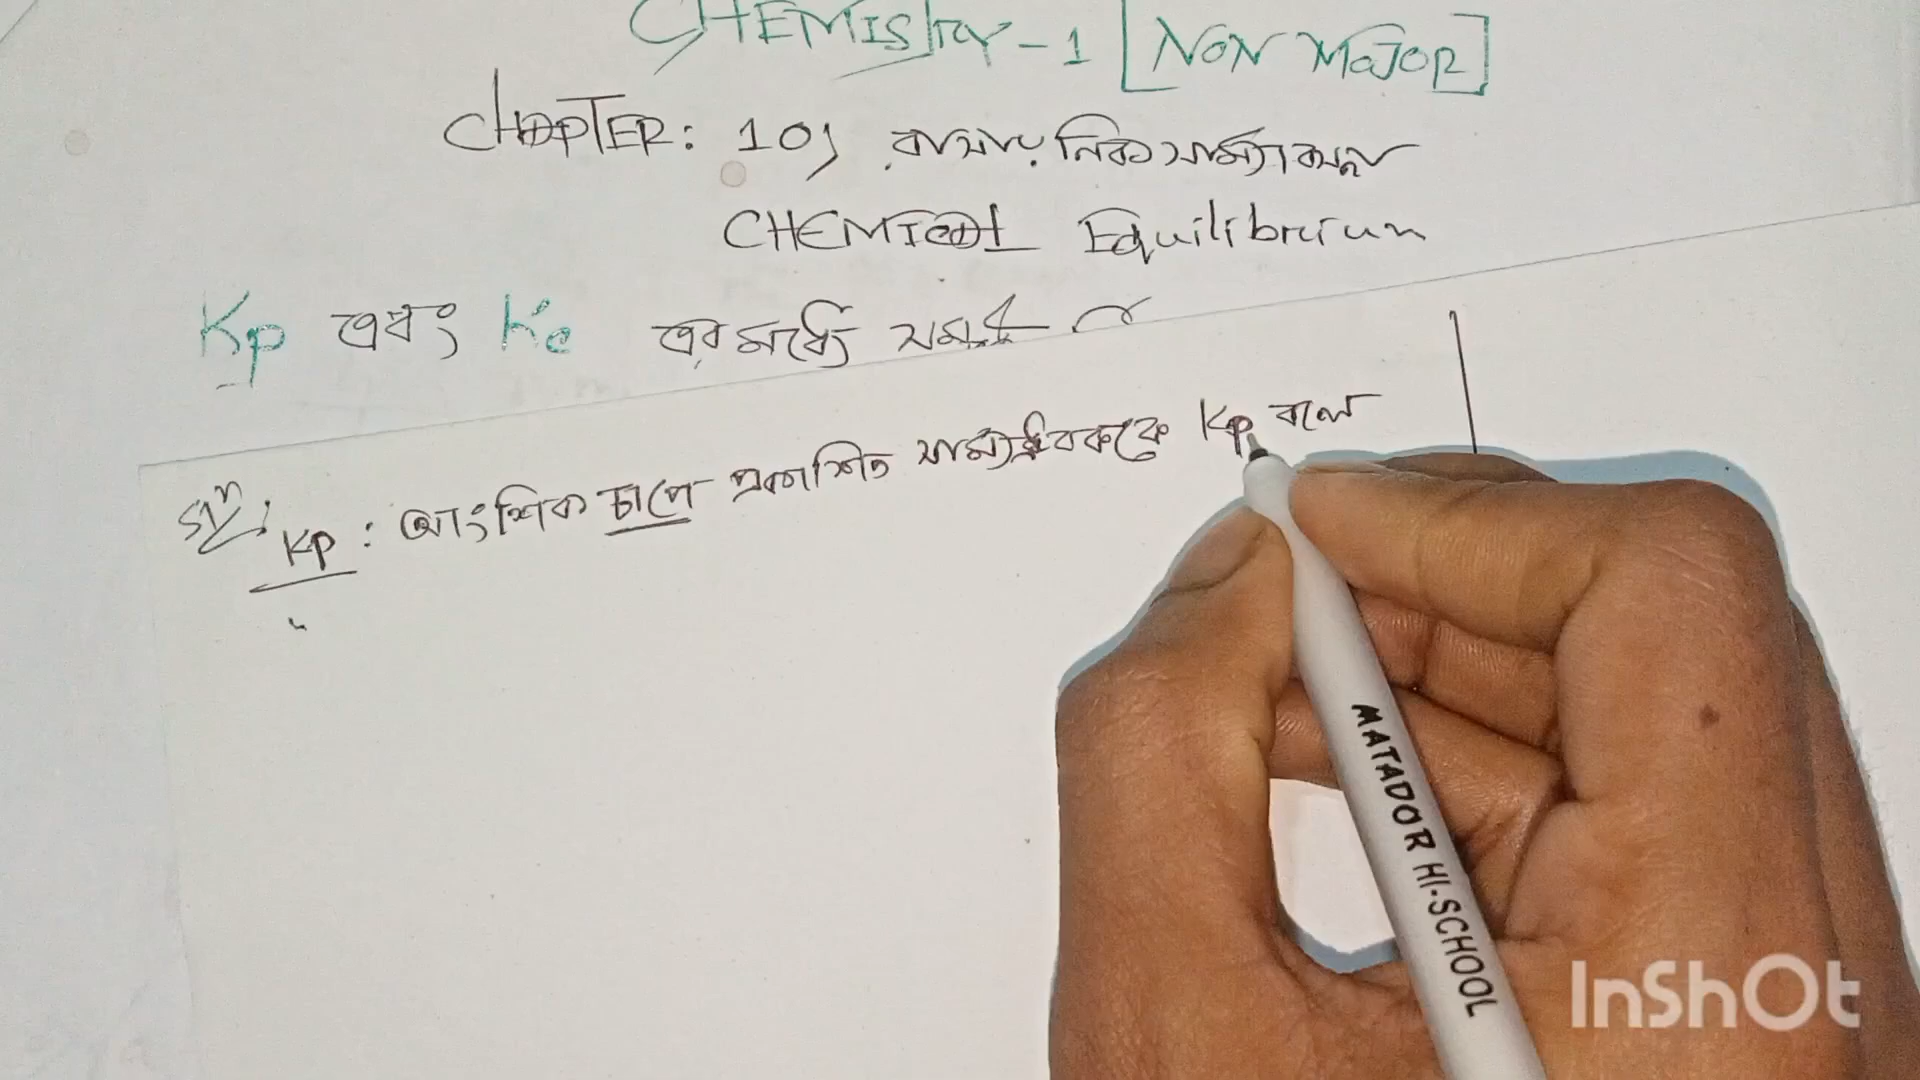 CHEMISTRY-1 [NON MAJOR]
CHAPTER: 10) রাসায়নিক সাম্যাবস্থা
CHEMICAL Equilibrium
Kp এবং Kc এর মধ্যে সম্পর্ক
Kp : আংশিক চাপে প্রকাশিত সাম্যধ্রুবককে Kp বলে
MATADOR HI-SCHOOL
InShOt